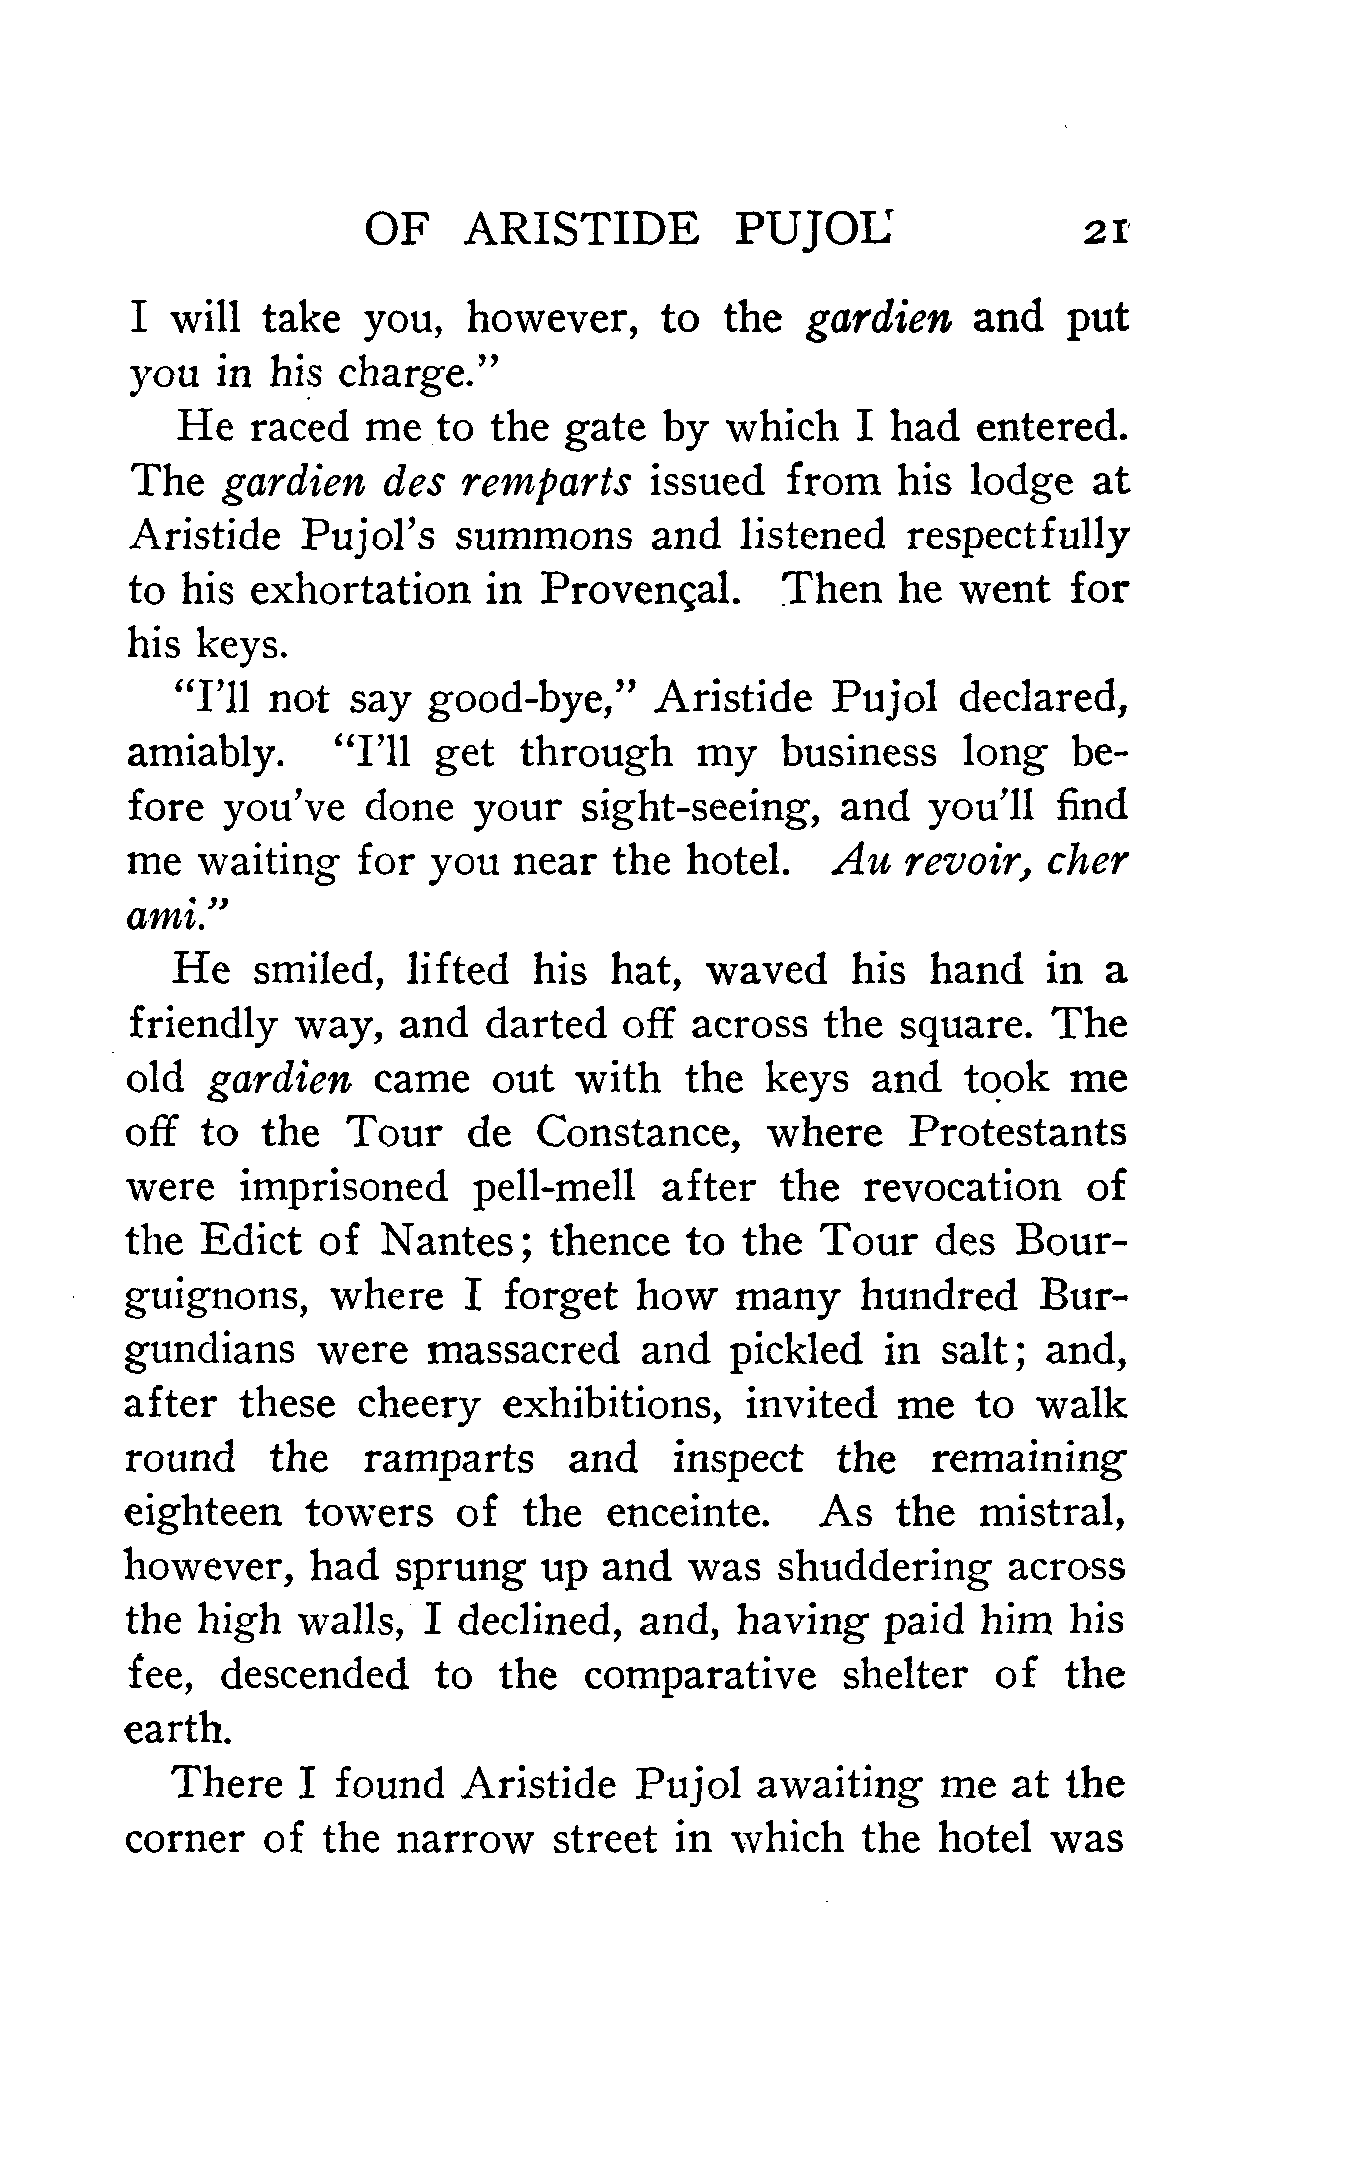 OF ARISTIDE PUJOL 21
I will take you, however, to the gardien and put
you in his charge."
He raced me to the gate by which I had entered.
The gardien des remparts issued from his lodge at
Aristide Pujol's summons and listened respectfully
to his exhortation in Provençal. Then he went for
his keys.
"I'll not say good-bye," Aristide Pujol declared,
amiably. "I'll get through my business long be-
fore you've done your sight-seeing, and you'll find
me waiting for you near the hotel. Au revoir, cher
ami."
He smiled, lifted his hat, waved his hand in a
friendly way, and darted off across the square. The
old gardien came out with the keys and took me
off to the Tour de Constance, where Protestants
were imprisoned pell-mell after the revocation of
the Edict of Nantes; thence to the Tour des Bour-
guignons, where I forget how many hundred Bur-
gundians were massacred and pickled in salt; and,
after these cheery exhibitions, invited me to walk
round the ramparts and inspect the remaining
eighteen towers of the enceinte. As the mistral,
however, had sprung up and was shuddering across
the high walls, I declined, and, having paid him his
fee, descended to the comparative shelter of the
earth.
There I found Aristide Pujol awaiting me at the
corner of the narrow street in which the hotel was